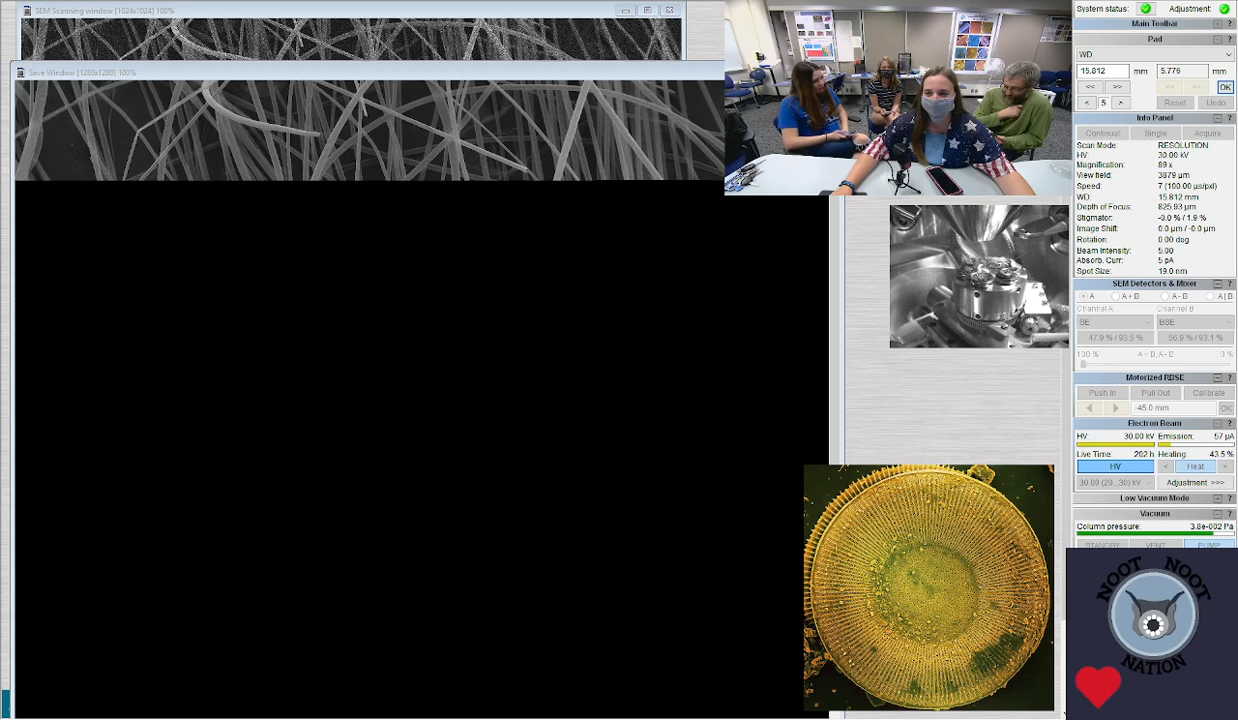 SEM Scanning window [1024x1024] 100%
Save Window [1280x1280] 100%
System status: Adjustment:
Main Toolbar ?
Pad ?
WD
15.812 mm 5.776 mm
<< >> << >> OK
< 5 > Reset Undo
Info Panel ?
Continual Single Acquire
Scan Mode: RESOLUTION
HV: 30.00 kV
Magnification: 89 x
View field: 3879 µm
Speed: 7 (100.00 µs/pxl)
WD: 15.812 mm
Depth of Focus: 825.93 µm
Stigmator: -0.0 % / 1.9 %
Image Shift: 0.0 µm / -0.0 µm
Rotation: 0.00 deg
Beam Intensity: 5.00
Absorb. Curr: 5 pA
Spot Size: 19.0 nm
SEM Detectors & Mixer ?
A A + B A - B A | B
Channel A Channel B
SE BSE
47.9 % / 93.5 % 56.9 % / 93.1 %
100 % A + B, A - B 0 %
Motorized RBSE ?
Push In Pull Out Calibrate
-45.0 mm OK
Electron Beam ?
HV: 30.00 kV Emission: 57 µA
Live Time: 202 h Heating: 43.5 %
HV < Heat >
30.00 (20...30) kV Adjustment >>>
Low Vacuum Mode ?
Vacuum ?
Column pressure: 3.8e-002 Pa
STANDBY VENT PUMP
NOOT NOOT
NATION